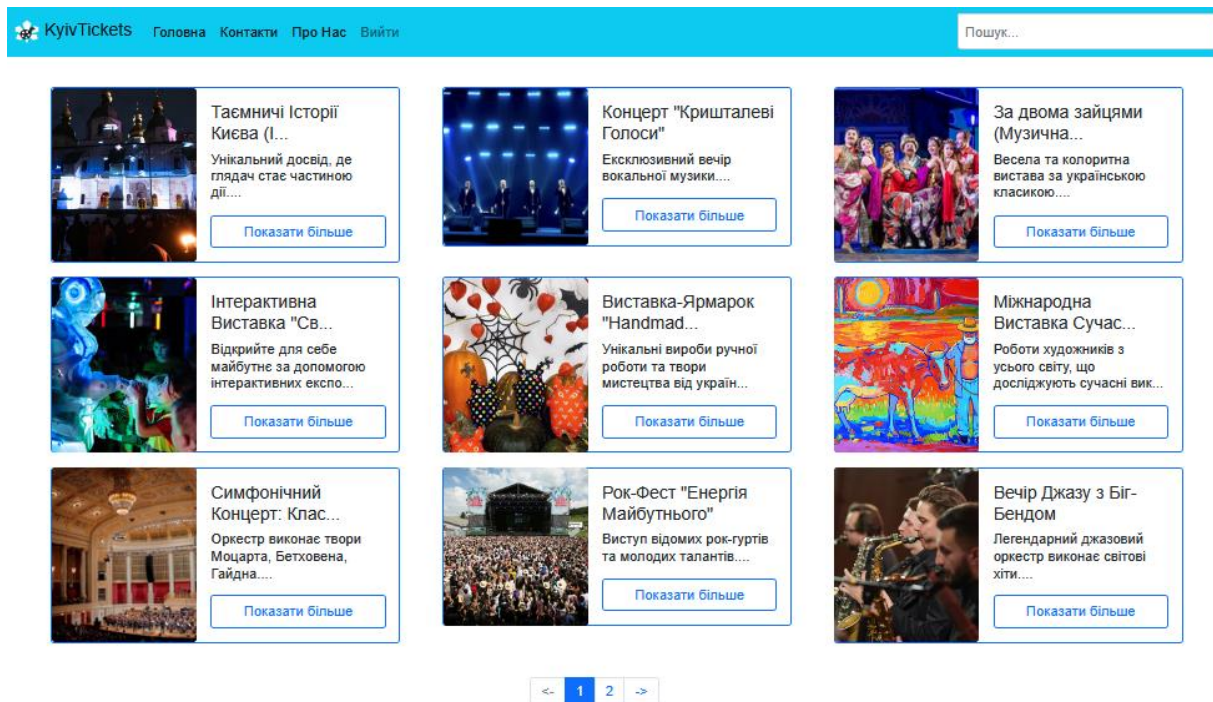 KyivTickets Головна Контакти Про Нас Вийти Пошук...
Таємничі Історії
Києва (І...
Унікальний досвід, де
глядач стає частиною
дії....
Показати більше
Концерт "Кришталеві
Голоси"
Ексклюзивний вечір
вокальної музики....
Показати більше
За двома зайцями
(Музична...
Весела та колоритна
вистава за українською
класикою....
Показати більше
Інтерактивна
Виставка "Св...
Відкрийте для себе
майбутнє за допомогою
інтерактивних експо...
Показати більше
Виставка-Ярмарок
"Handmad...
Унікальні вироби ручної
роботи та твори
мистецтва від україн...
Показати більше
Міжнародна
Виставка Сучас...
Роботи художників з
усього світу, що
досліджують сучасні вик...
Показати більше
Симфонічний
Концерт: Клас...
Оркестр виконає твори
Моцарта, Бетховена,
Гайдна....
Показати більше
Рок-Фест "Енергія
Майбутнього"
Виступ відомих рок-гуртів
та молодих талантів....
Показати більше
Вечір Джазу з Біг-
Бендом
Легендарний джазовий
оркестр виконає світові
хіти....
Показати більше
<- 1 2 ->